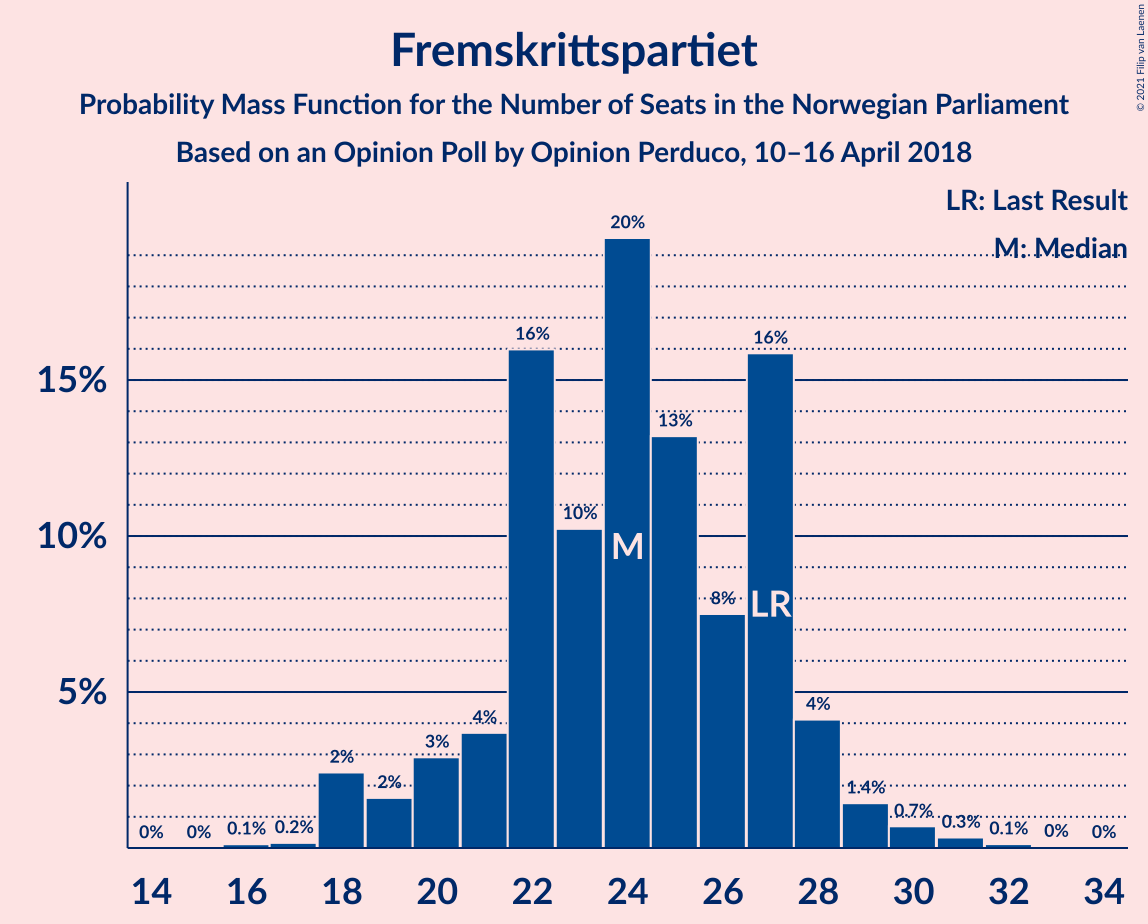 Fremskrittspartiet
Probability Mass Function for the Number of Seats in the Norwegian Parliament
Based on an Opinion Poll by Opinion Perduco, 10–16 April 2018
© 2021 Filip van Laenen
LR: Last Result
M: Median
15%
10%
5%
0%
0%
0.1%
0.2%
2%
2%
3%
4%
16%
10%
20%
13%
8%
16%
4%
1.4%
0.7%
0.3%
0.1%
0%
0%
M
LR
14 16 18 20 22 24 26 28 30 32 34